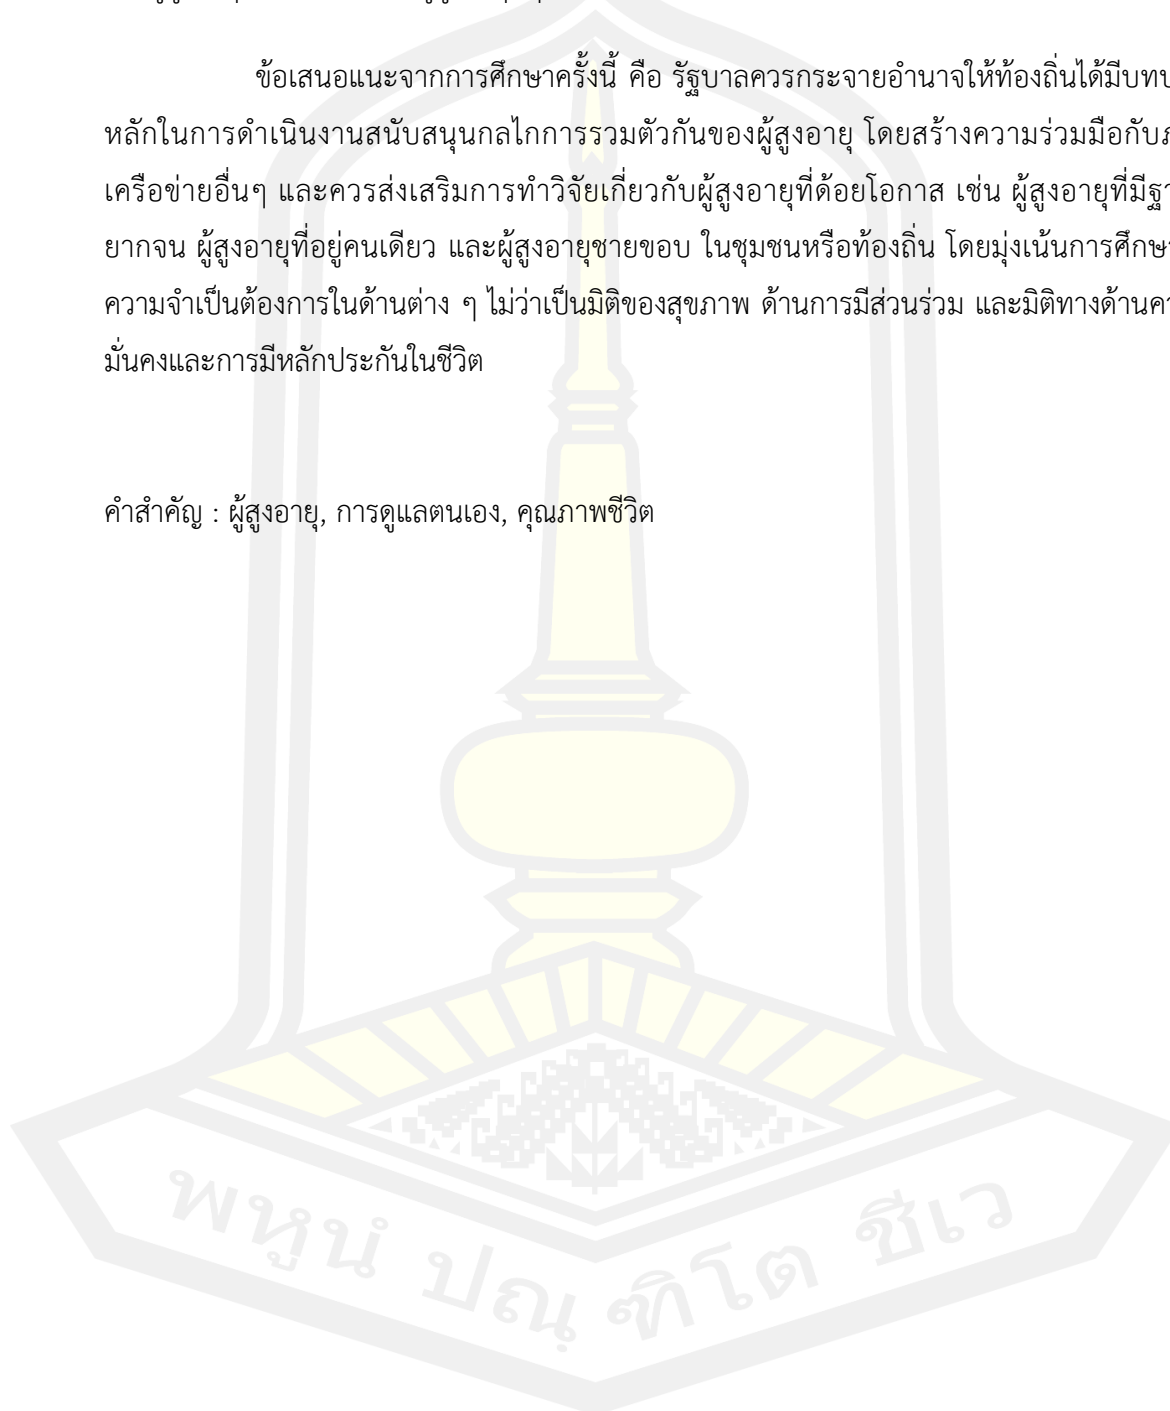 ข้อเสนอแนะจากการศึกษาครั้งนี้ คือ รัฐบาลควรกระจายอำนาจให้ท้องถิ่นได้มีบทบ
หลักในการดำเนินงานสนับสนุนกลไกการรวมตัวกันของผู้สูงอายุ โดยสร้างความร่วมมือกับภ
เครือข่ายอื่นๆ และควรส่งเสริมการทำวิจัยเกี่ยวกับผู้สูงอายุที่ด้อยโอกาส เช่น ผู้สูงอายุที่มีฐา
ยากจน ผู้สูงอายุที่อยู่คนเดียว และผู้สูงอายุชายขอบ ในชุมชนหรือท้องถิ่น โดยมุ่งเน้นการศึกษา
ความจำเป็นต้องการในด้านต่าง ๆ ไม่ว่าเป็นมิติของสุขภาพ ด้านการมีส่วนร่วม และมิติทางด้านควา
มั่นคงและการมีหลักประกันในชีวิต
คำสำคัญ : ผู้สูงอายุ, การดูแลตนเอง, คุณภาพชีวิต
พหูนํ ปณฺฑิโต ชีเว